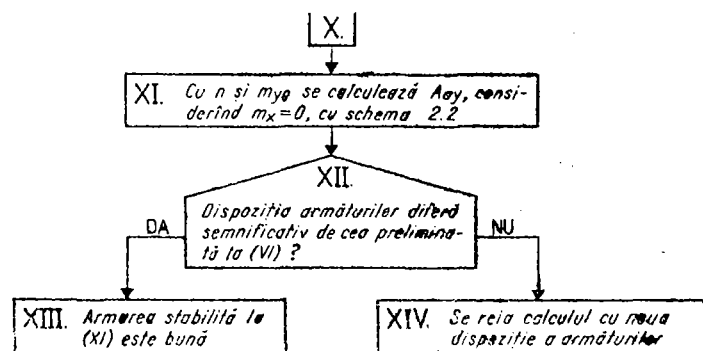 X.
XI. Cu n și mye se calculează Aay, consi-
derînd mx=0, cu schema 2.2
XII.
Dispoziția armăturilor diferă
semnificativ de cea prelimina-
tă la (VI) ?
DA
NU
XIII. Armarea stabilită la
(XI) este bună
XIV. Se reia calculul cu noua
dispoziție a armăturilor